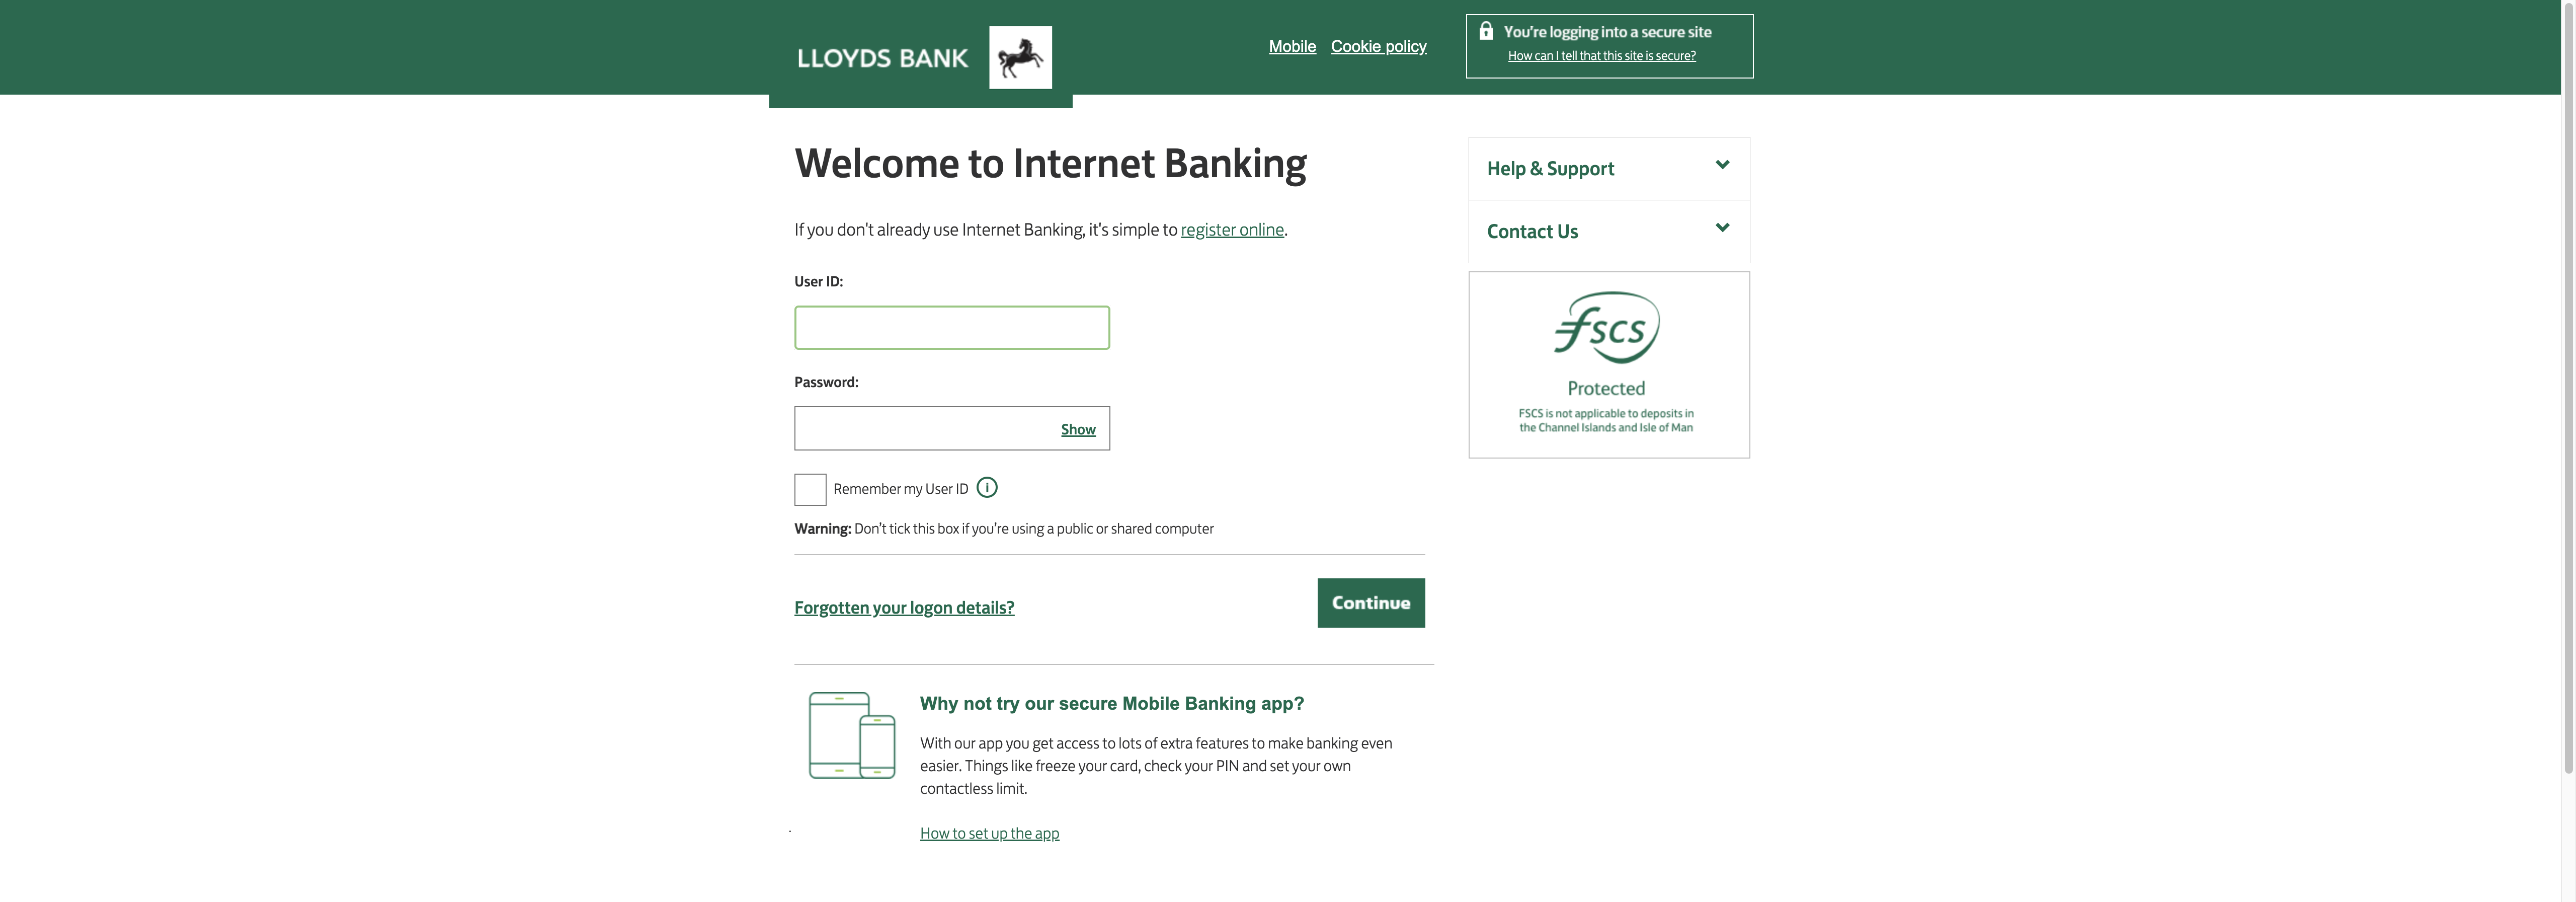 LLOYDS BANK
Mobile Cookie policy
You're logging into a secure site
How can I tell that this site is secure?
Welcome to Internet Banking
If you don't already use Internet Banking, it's simple to register online.
User ID:
Password:
Show
Remember my User ID
Warning: Don't tick this box if you're using a public or shared computer
Forgotten your logon details?
Continue
Why not try our secure Mobile Banking app?
With our app you get access to lots of extra features to make banking even
easier. Things like freeze your card, check your PIN and set your own
contactless limit.
How to set up the app
Help & Support
Contact Us
fscs
Protected
FSCS is not applicable to deposits in
the Channel Islands and Isle of Man